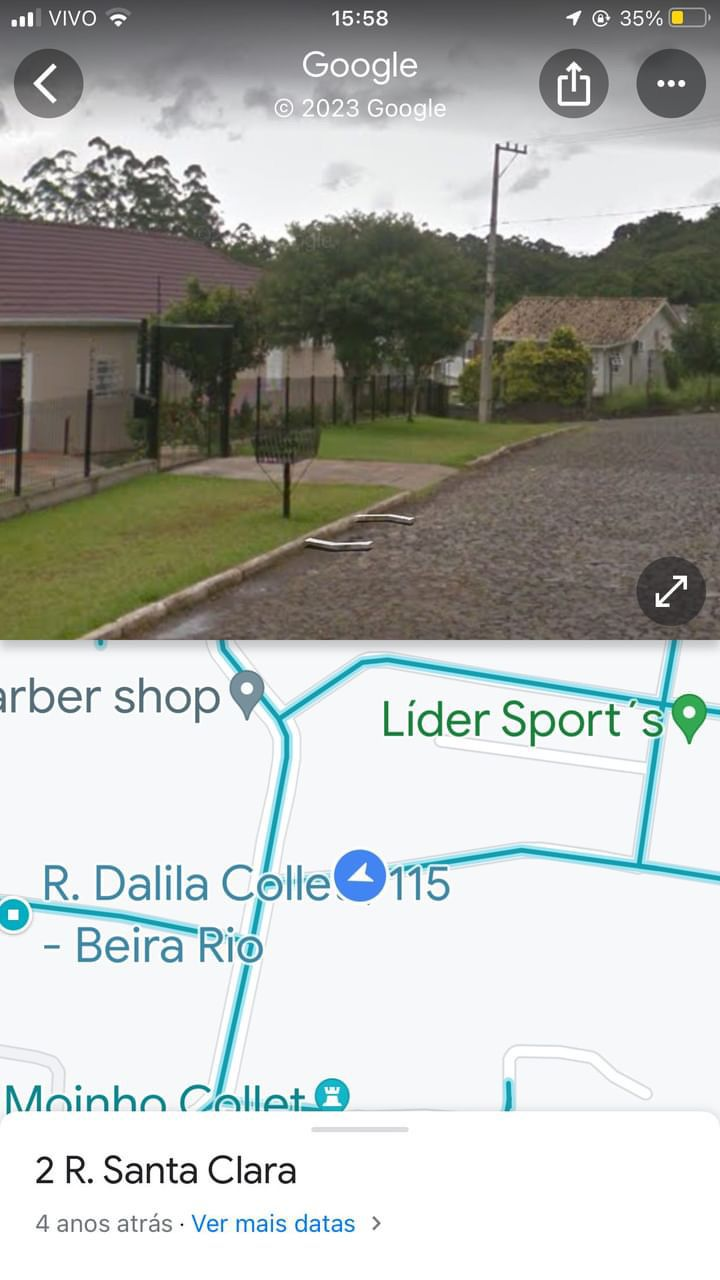 VIVO 15:58 35%
Google
© 2023 Google
arber shop
Líder Sport´s
R. Dalila Colle
115
- Beira Rio
Moinho Collet
2 R. Santa Clara
4 anos atrás · Ver mais datas >